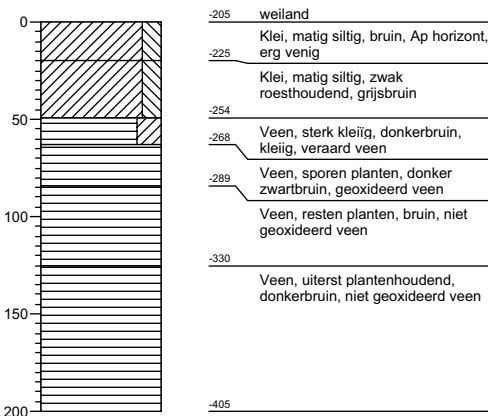 0
50
100
150
200
-205 weiland
Klei, matig siltig, bruin, Ap horizont,
erg venig
-225
Klei, matig siltig, zwak
roesthoudend, grijsbruin
-254
Veen, sterk kleiïg, donkerbruin,
kleiig, veraard veen
-268
Veen, sporen planten, donker
zwartbruin, geoxideerd veen
-289
Veen, resten planten, bruin, niet
geoxideerd veen
-330
Veen, uiterst plantenhoudend,
donkerbruin, niet geoxideerd veen
-405